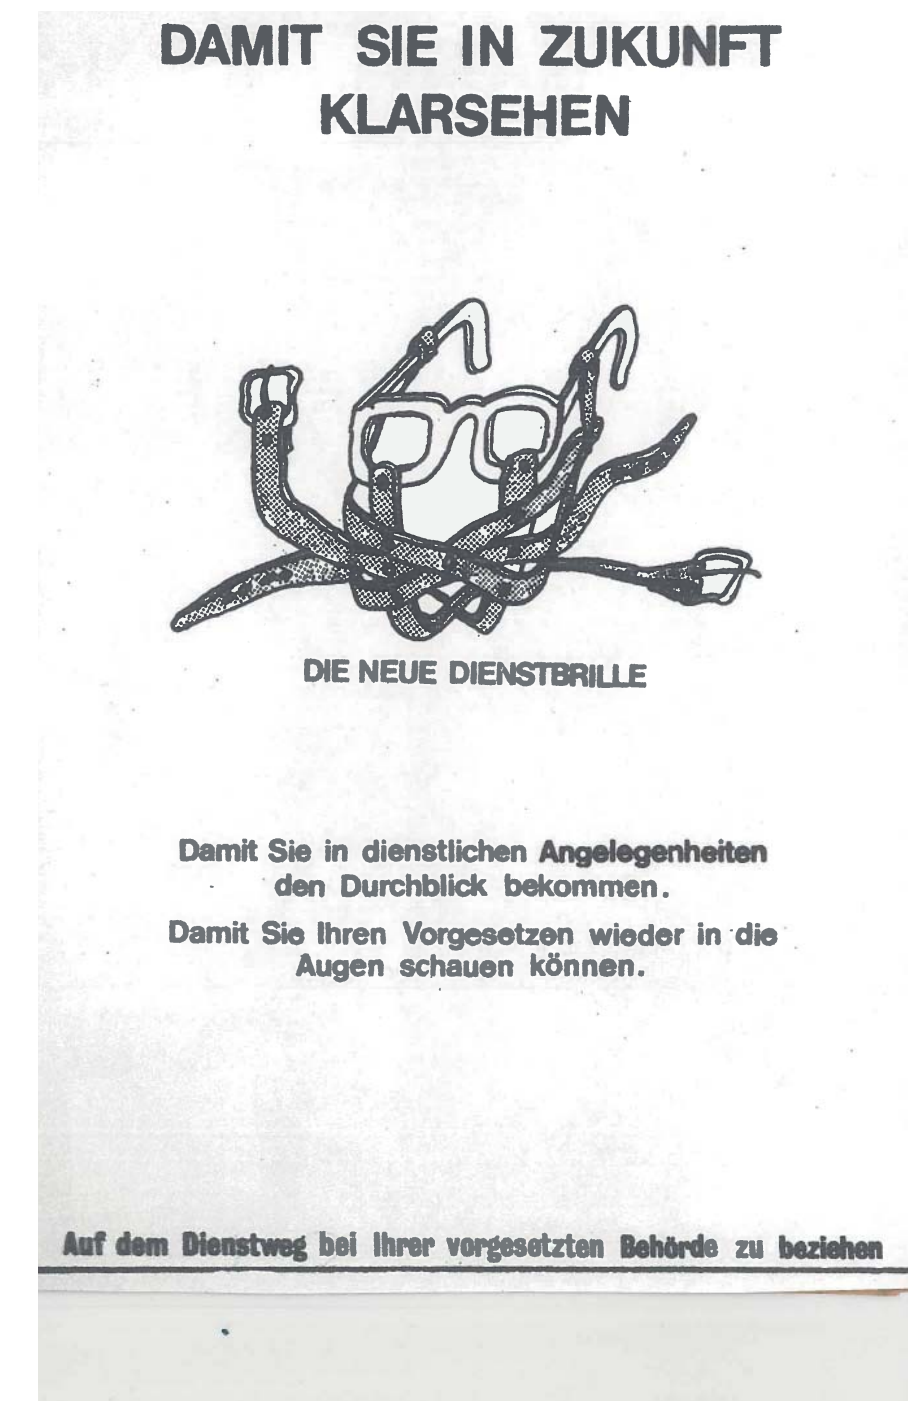 DAMIT SIE IN ZUKUNFT
KLARSEHEN
DIE NEUE DIENSTBRILLE
Damit Sie in dienstlichen Angelegenheiten
den Durchblick bekommen.
Damit Sie Ihren Vorgesetzen wieder in die
Augen schauen können.
Auf dem Dienstweg bei Ihrer vorgesetzten Behörde zu beziehen